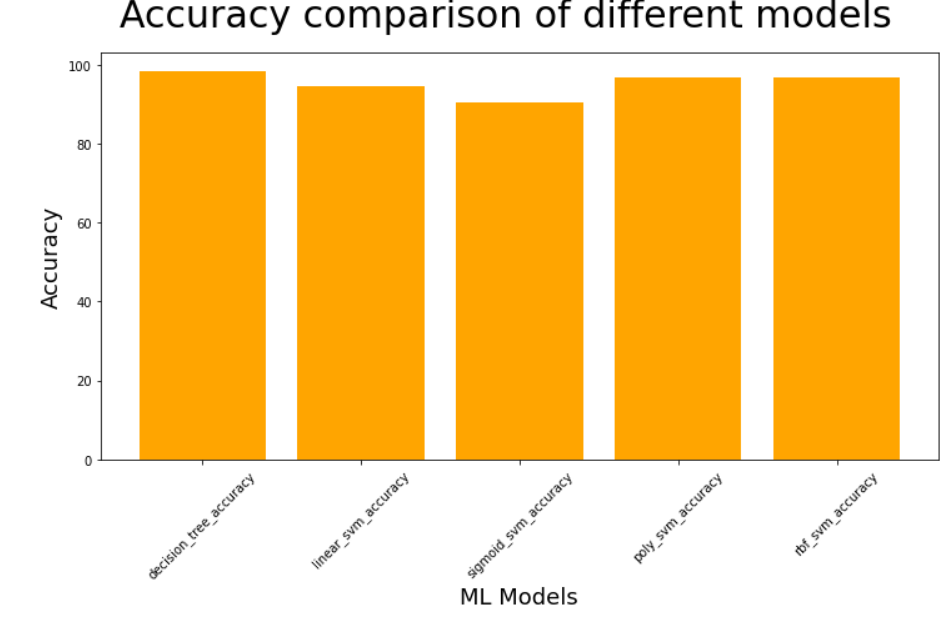 Accuracy comparison of different models
Accuracy
100
80
60
40
20
0
decision_tree_accuracy
linear_svm_accuracy
sigmoid_svm_accuracy
poly_svm_accuracy
rbf_svm_accuracy
ML Models